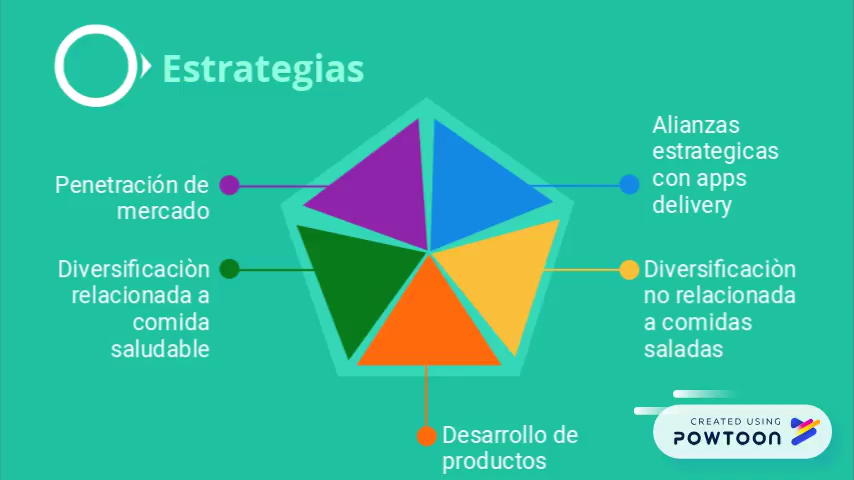 Estrategias
Penetración de
mercado
Alianzas
estrategicas
con apps
delivery
Diversificaciòn
relacionada a
comida
saludable
Diversificaciòn
no relacionada
a comidas
saladas
Desarrollo de
productos
CREATED USING
POWTOON